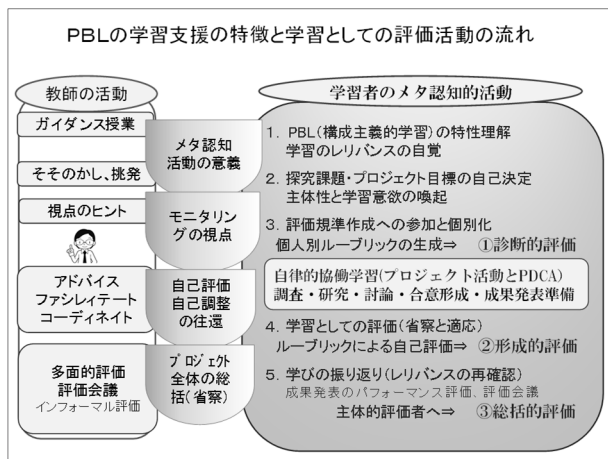 PBLの学習支援の特徴と学習としての評価活動の流れ
教師の活動
ガイダンス授業
そそのかし、挑発
視点のヒント
アドバイス
ファシリィテート
コーディネイト
多面的評価
評価会議
インフォーマル評価
メタ認知
活動の意義
モニタリン
グの視点
自己評価
自己調整
の往還
プロジェクト
全体の総
括(省察)
学習者のメタ認知的活動
1. PBL(構成主義的学習)の特性理解
学習のレリバンスの自覚
2. 探究課題・プロジェクト目標の自己決定
主体性と学習意欲の喚起
3. 評価規準作成への参加と個別化
個人別ルーブリックの生成⇒ ①診断的評価
自律的協働学習(プロジェクト活動とPDCA)
調査・研究・討論・合意形成・成果発表準備
4. 学習としての評価(省察と適応)
ルーブリックによる自己評価⇒ ②形成的評価
5. 学びの振り返り(レリバンスの再確認)
成果発表のパフォーマンス評価、評価会議
主体的評価者へ⇒ ③総括的評価